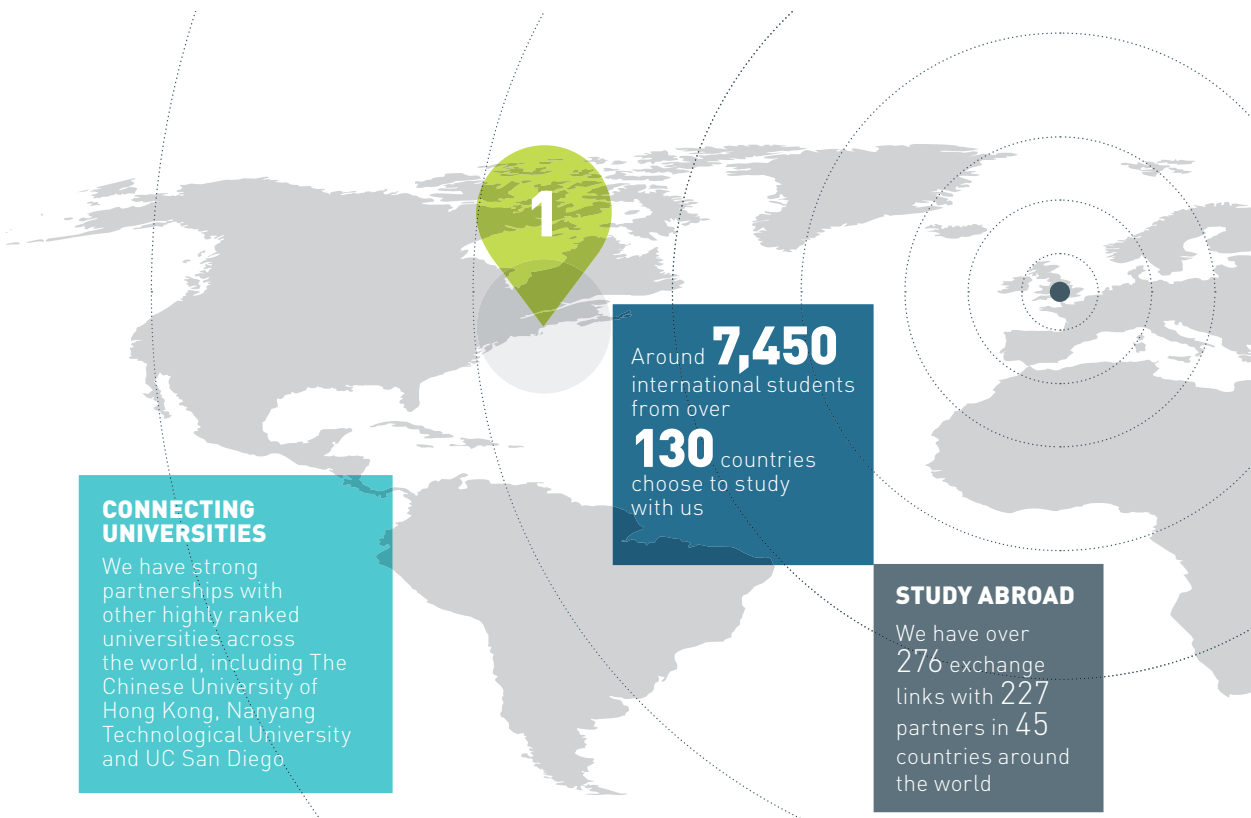 1
Around 7,450
international students
from over
130 countries
choose to study
with us
CONNECTING
UNIVERSITIES
We have strong
partnerships with
other highly ranked
universities across
the world, including The
Chinese University of
Hong Kong, Nanyang
Technological University
and UC San Diego
STUDY ABROAD
We have over
276 exchange
links with 227
partners in 45
countries around
the world